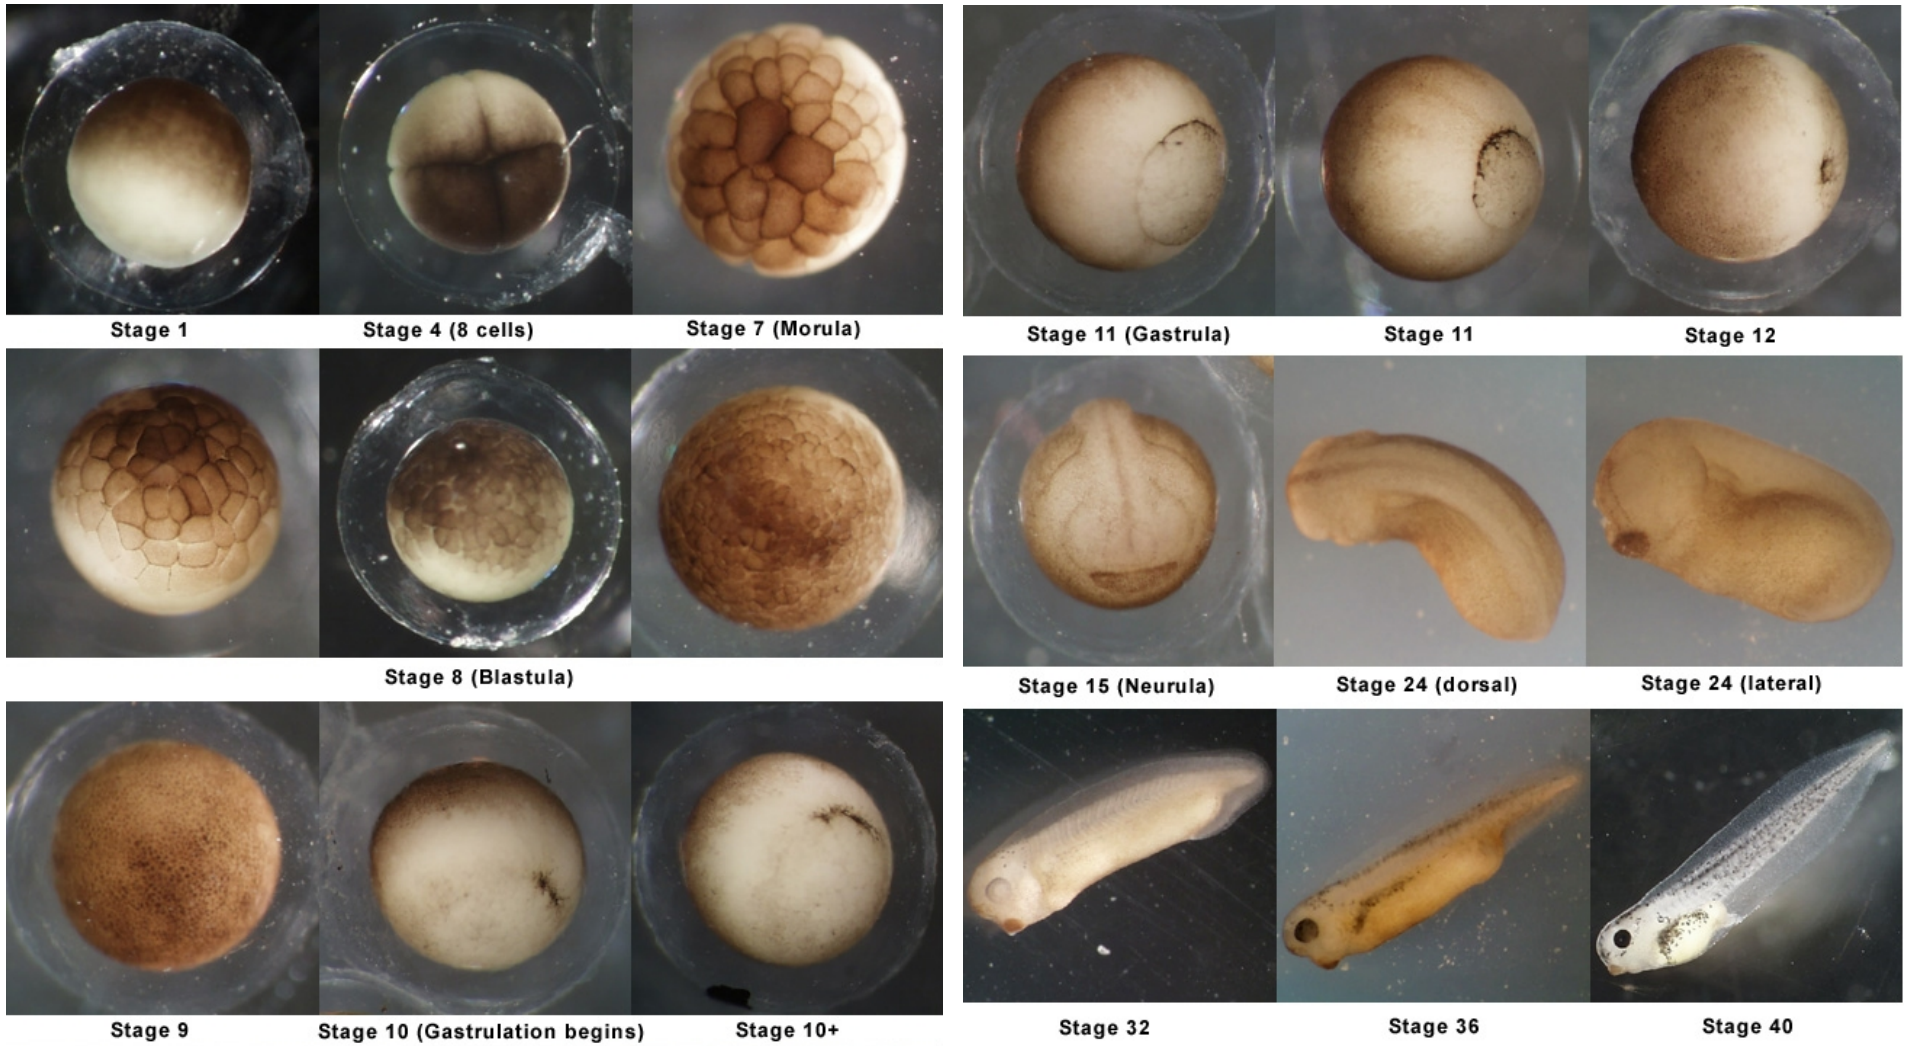 Stage 1
Stage 4 (8 cells)
Stage 7 (Morula)
Stage 8 (Blastula)
Stage 9
Stage 10 (Gastrulation begins)
Stage 10+
Stage 11 (Gastrula)
Stage 11
Stage 12
Stage 15 (Neurula)
Stage 24 (dorsal)
Stage 24 (lateral)
Stage 32
Stage 36
Stage 40